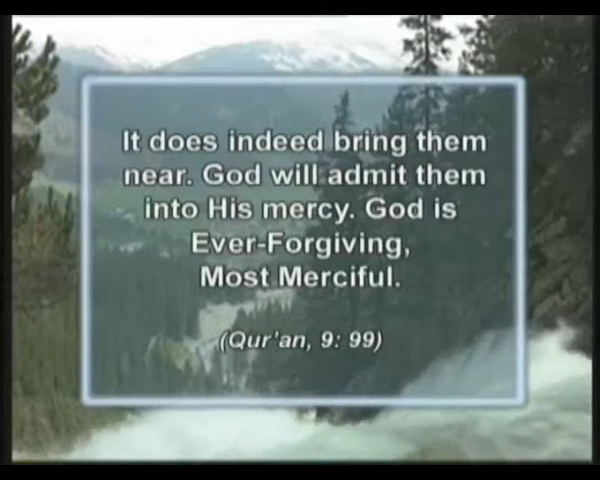 It does indeed bring them
near. God will admit them
into His mercy. God is
Ever-Forgiving,
Most Merciful.
(Qur'an, 9: 99)